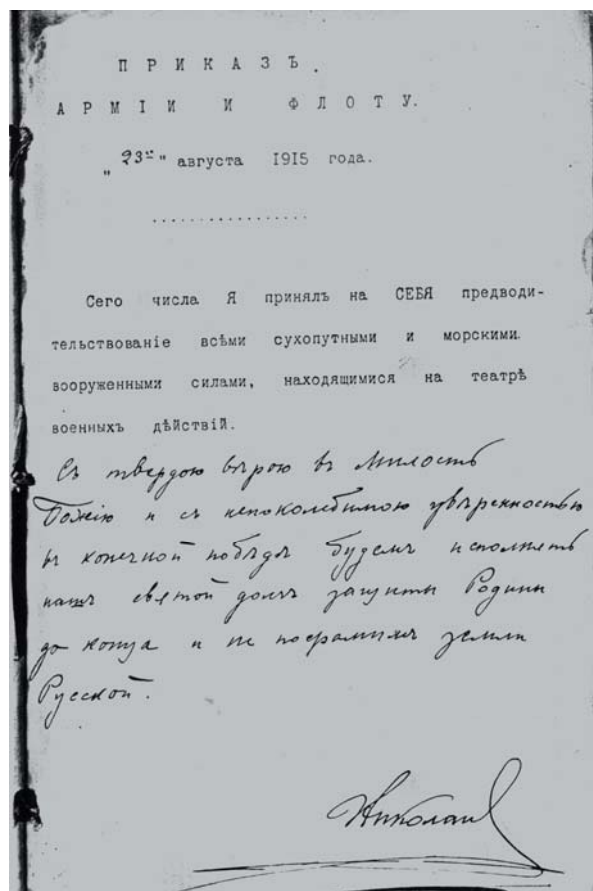 ПРИКАЗЪ.
АРМІИ И ФЛОТУ.
„23го" августа 1915 года.
.................
Сего числа Я принялъ на СЕБЯ предводи-
тельствованіе всѣми сухопутными и морскими
вооруженными силами, находящимися на театрѣ
военныхъ дѣйствій.
Съ твердою вѣрою въ милость
Божію и съ непоколебимою увѣренностью
въ конечной побѣдѣ будемъ исполнять
нашъ святой долгъ защиты Родины
до конца и не посрамимъ земли
Русской.
Николай